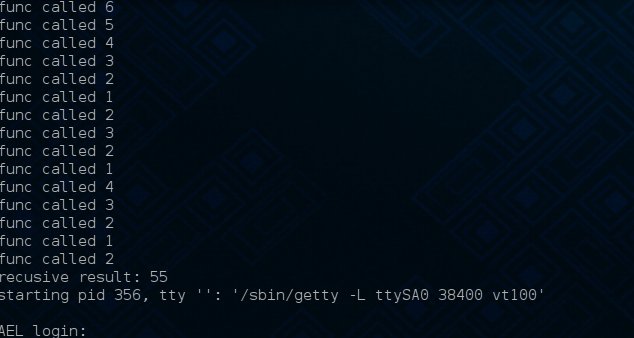 func called 6
func called 5
func called 4
func called 3
func called 2
func called 1
func called 2
func called 3
func called 2
func called 1
func called 4
func called 3
func called 2
func called 1
func called 2
recusive result: 55
starting pid 356, tty '': '/sbin/getty -L ttySA0 38400 vt100'
AEL login: